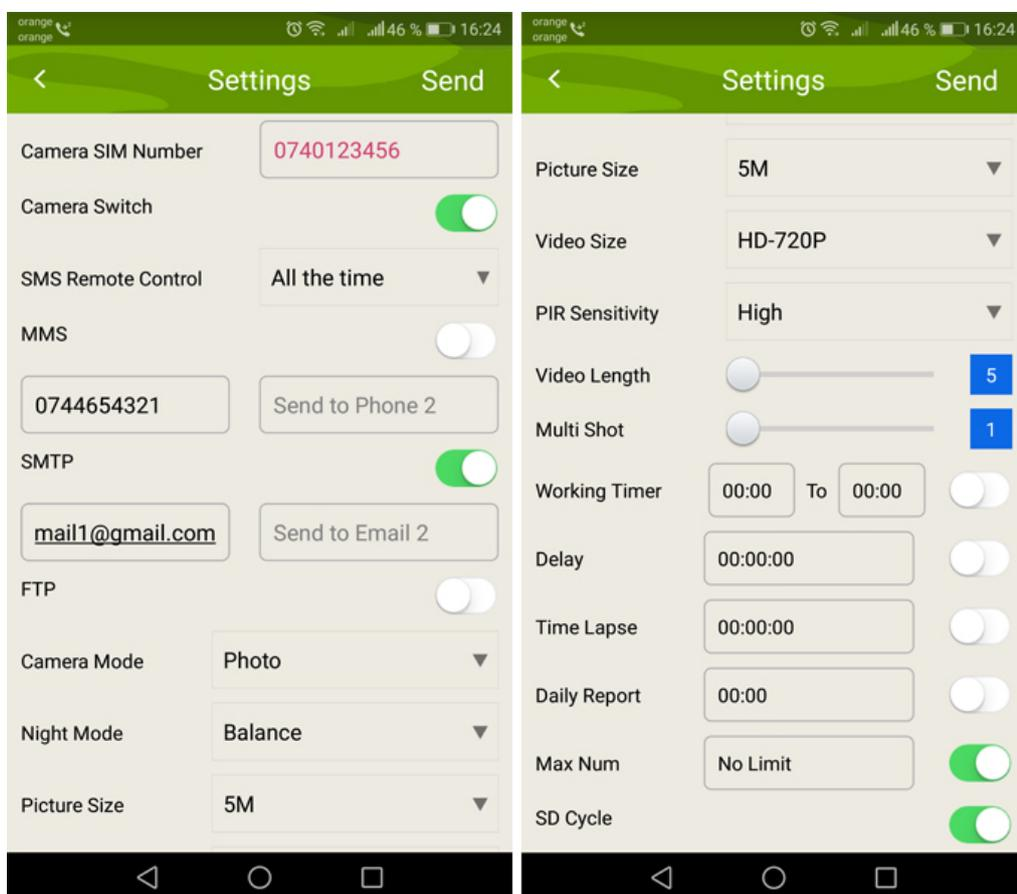 orange
orange
46 % 16:24
Settings Send
Camera SIM Number 0740123456
Camera Switch
SMS Remote Control All the time
MMS
0744654321 Send to Phone 2
SMTP
mail1@gmail.com Send to Email 2
FTP
Camera Mode Photo
Night Mode Balance
Picture Size 5M
orange
orange
46 % 16:24
Settings Send
Picture Size 5M
Video Size HD-720P
PIR Sensitivity High
Video Length 5
Multi Shot 1
Working Timer 00:00 To 00:00
Delay 00:00:00
Time Lapse 00:00:00
Daily Report 00:00
Max Num No Limit
SD Cycle